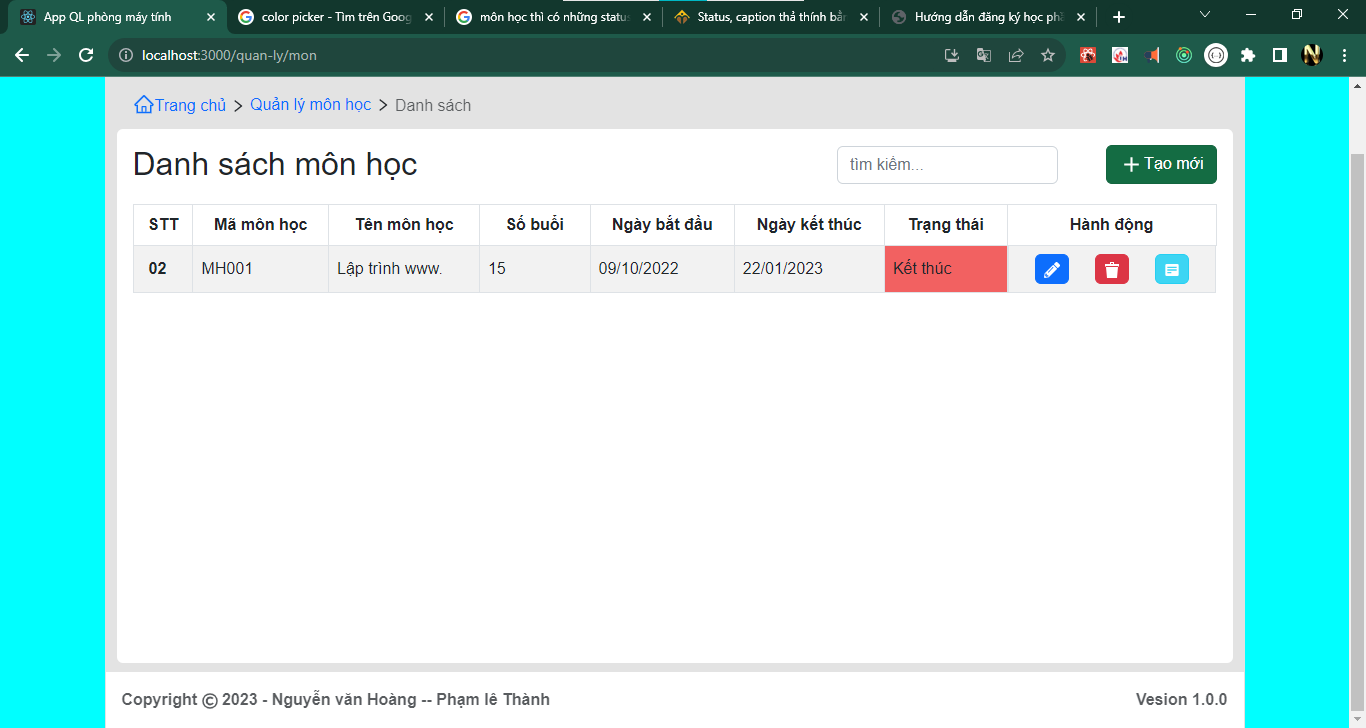 App QL phòng máy tính
color picker - Tìm trên Goog
môn học thì có những status
Status, caption thả thính bằn
Hướng dẫn đăng ký học phầ
localhost:3000/quan-ly/mon
Trang chủ > Quản lý môn học > Danh sách
Danh sách môn học
tìm kiếm...
+ Tạo mới
STT Mã môn học Tên môn học Số buổi Ngày bắt đầu Ngày kết thúc Trạng thái Hành động
02 MH001 Lập trình www. 15 09/10/2022 22/01/2023 Kết thúc
Copyright © 2023 - Nguyễn văn Hoàng -- Phạm lê Thành
Vesion 1.0.0